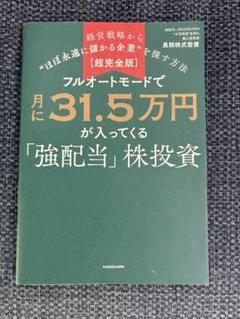 経営戦略から
"ほぼ永遠に儲かる企業"を探す方法
【超完全版】
長期株式投資
フルオートモードで
月に31.5万円
が入ってくる
「強配当」株投資
KADOKAWA